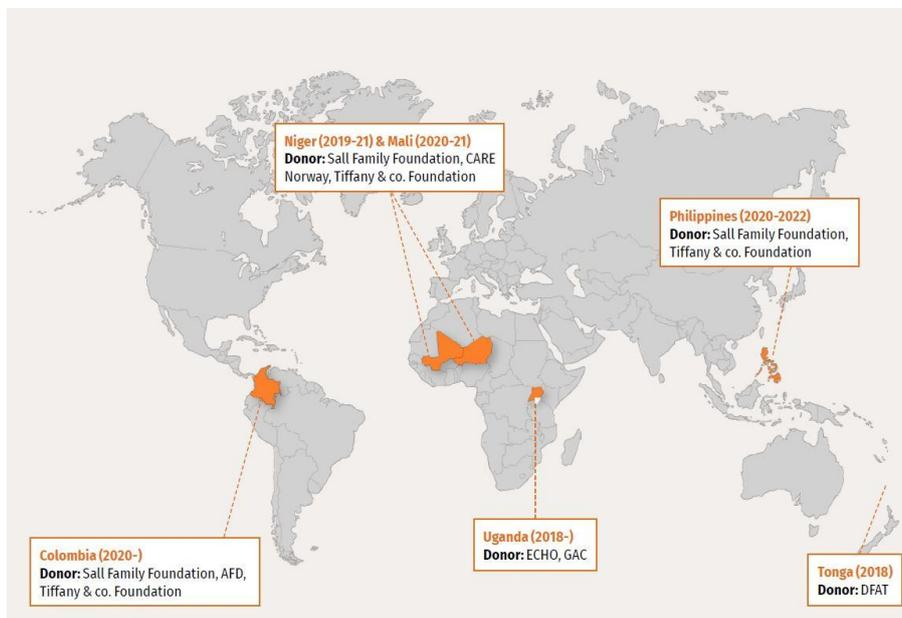 Niger (2019-21) & Mali (2020-21)
Donor: Sall Family Foundation, CARE
Norway, Tiffany & co. Foundation
Philippines (2020-2022)
Donor: Sall Family Foundation,
Tiffany & co. Foundation
Colombia (2020-)
Donor: Sall Family Foundation, AFD,
Tiffany & co. Foundation
Uganda (2018-)
Donor: ECHO, GAC
Tonga (2018)
Donor: DFAT